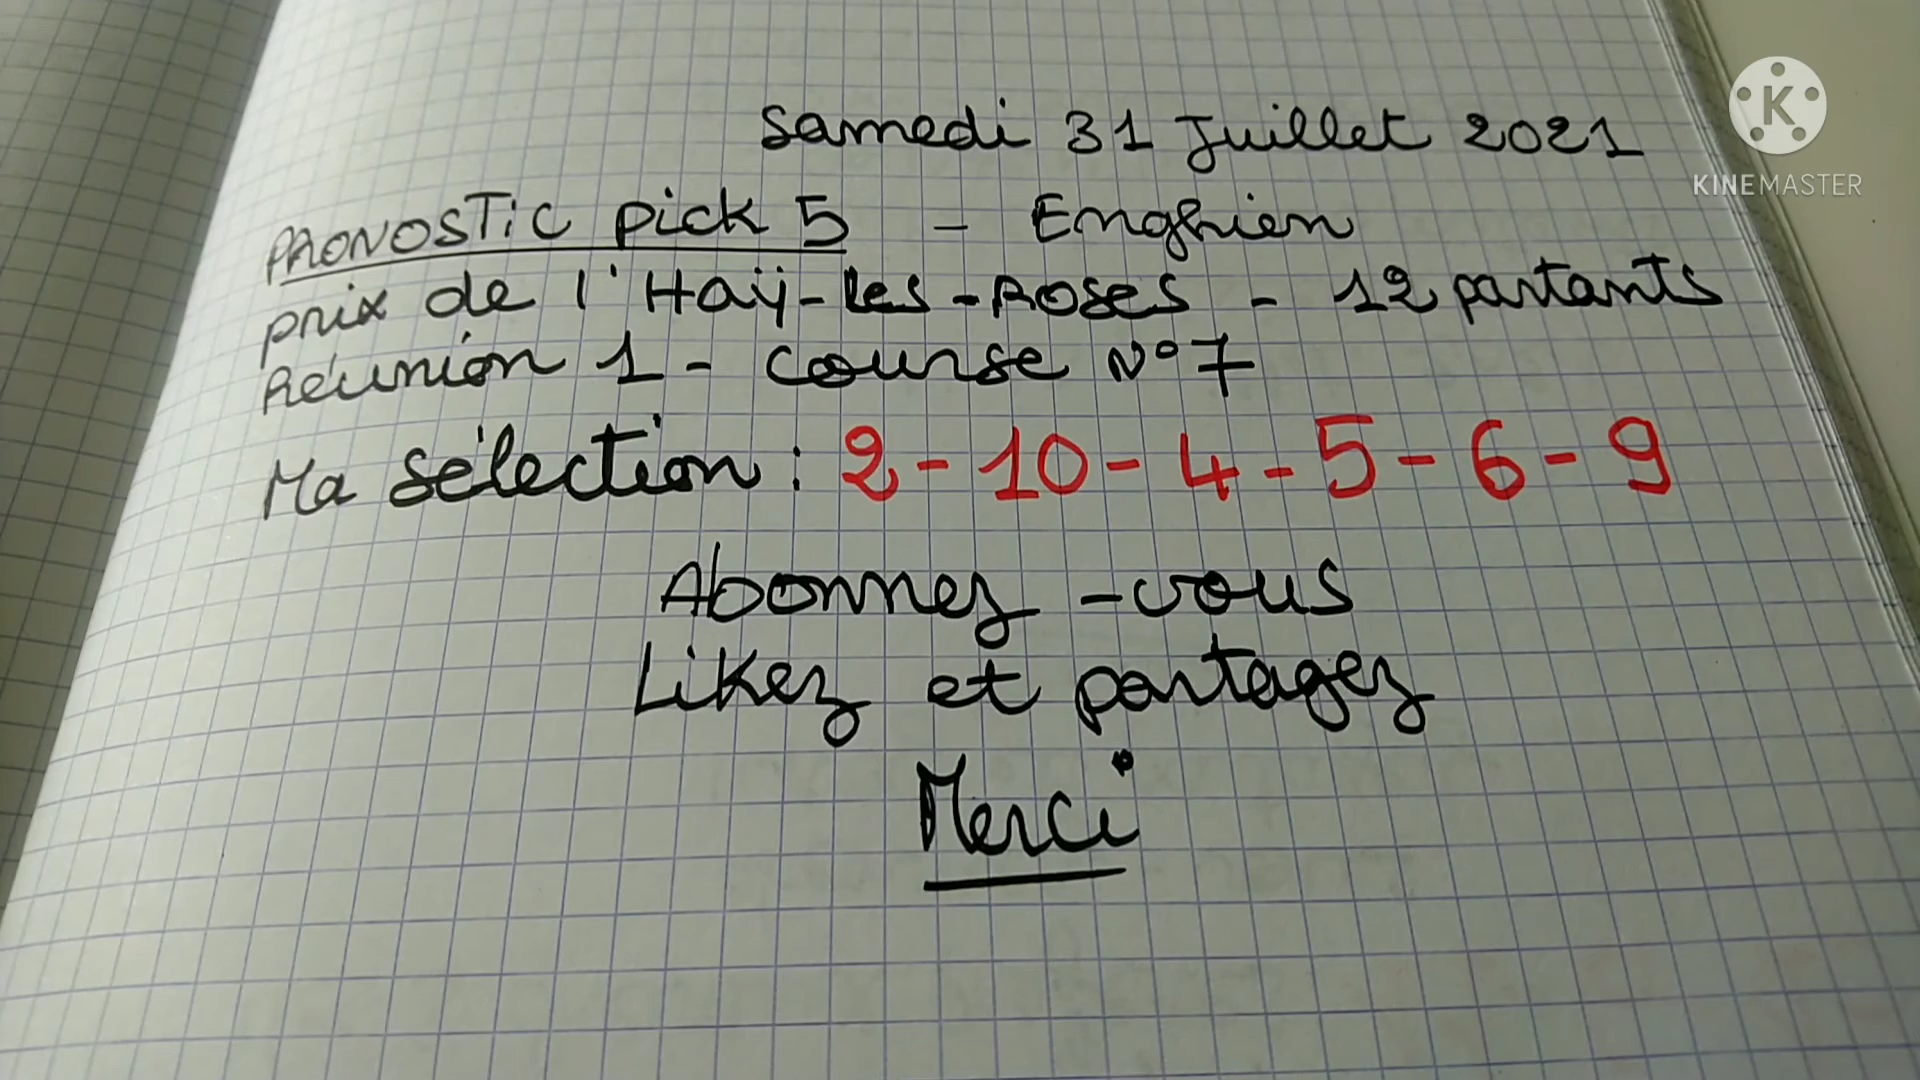 Samedi 31 Juillet 2021
PRONOSTiC pick 5 - Enghien
prix de l'Haÿ-les-Roses - 12 partants
Réunion 1 - course N°7
Ma sélection : 2 - 10 - 4 - 5 - 6 - 9
Abonnez-vous
Likez et partagez
Merci
K
KINEMASTER